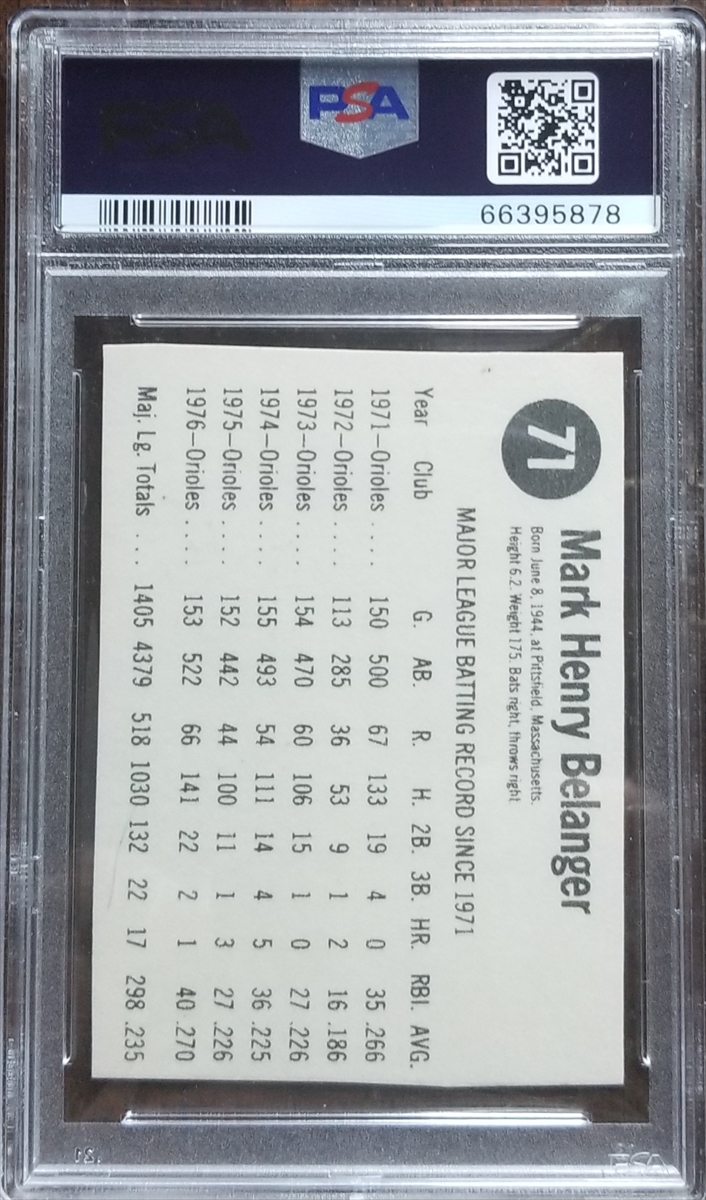 PSA
66395878
71
Mark Henry Belanger
Born June 8, 1944, at Pittsfield, Massachusetts.
Height 6.2. Weight 175. Bats right, throws right
MAJOR LEAGUE BATTING RECORD SINCE 1971
Year Club G. AB. R. H. 2B. 3B. HR. RBI. AVG.
1971—Orioles . . . . 150 500 67 133 19 4 0 35 .266
1972—Orioles . . . . 113 285 36 53 9 1 2 16 .186
1973—Orioles . . . . 154 470 60 106 15 1 0 27 .226
1974—Orioles . . . . 155 493 54 111 14 4 5 36 .225
1975—Orioles . . . . 152 442 44 100 11 1 3 27 .226
1976—Orioles . . . . 153 522 66 141 22 2 1 40 .270
Maj. Lg. Totals . . . 1405 4379 518 1030 132 22 17 298 .235
PSA